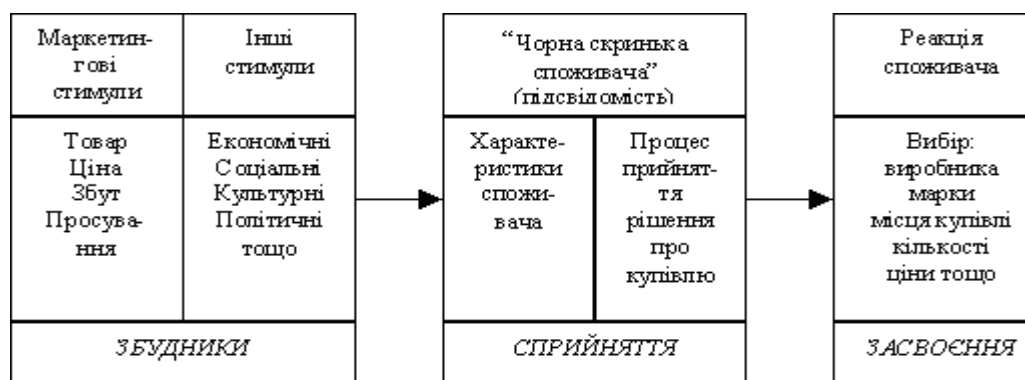 Маркетин-
гові
стимули
Інші
стимули
Товар
Ціна
Збут
Просува-
ння
Економічні
Соціальні
Культурні
Політичні
тощо
“Чорна скринька
споживача”
(підсвідомість)
Характе-
ристики
спожи-
вача
Процес
прийнят-
тя
рішення
про
купівлю
Реакція
споживача
Вибір:
виробника
марки
місця купівлі
кількості
ціни тощо
ЗБУДНИКИ
СПРИЙНЯТТЯ
ЗАСВОЄННЯ